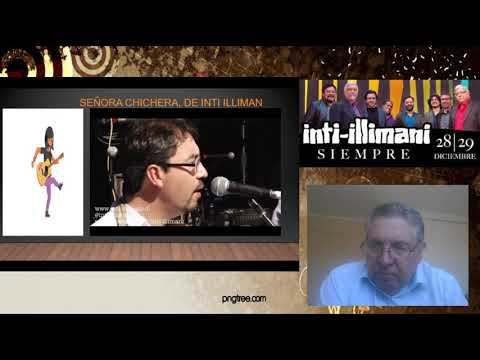 SEÑORA CHICHERA, DE INTI ILLIMAN
inti-illimani
SIEMPRE
28|29
DICIEMBRE
pngtree.com